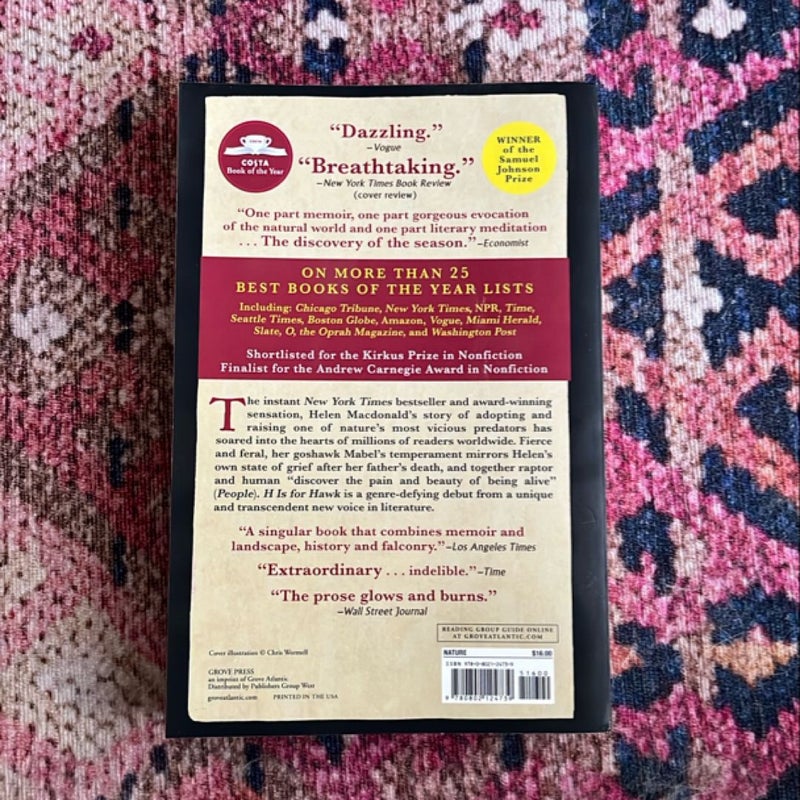 COSTA
Book of the Year
"Dazzling."
–Vogue
"Breathtaking."
–New York Times Book Review
(cover review)
WINNER
of the
Samuel
Johnson
Prize
"One part memoir, one part gorgeous evocation
of the natural world and one part literary meditation
. . . The discovery of the season."–Economist
ON MORE THAN 25
BEST BOOKS OF THE YEAR LISTS
Including: Chicago Tribune, New York Times, NPR, Time,
Seattle Times, Boston Globe, Amazon, Vogue, Miami Herald,
Slate, O, the Oprah Magazine, and Washington Post
Shortlisted for the Kirkus Prize in Nonfiction
Finalist for the Andrew Carnegie Award in Nonfiction
The instant New York Times bestseller and award-winning
sensation, Helen Macdonald's story of adopting and
raising one of nature's most vicious predators has
soared into the hearts of millions of readers worldwide. Fierce
and feral, her goshawk Mabel's temperament mirrors Helen's
own state of grief after her father's death, and together raptor
and human "discover the pain and beauty of being alive"
(People). H Is for Hawk is a genre-defying debut from a unique
and transcendent new voice in literature.
"A singular book that combines memoir and
landscape, history and falconry."–Los Angeles Times
"Extraordinary . . . indelible."–Time
"The prose glows and burns."
–Wall Street Journal
READING GROUP GUIDE ONLINE
AT GROVEATLANTIC.COM
Cover illustration © Chris Wormell
GROVE PRESS
an imprint of Grove Atlantic
Distributed by Publishers Group West
groveatlantic.com PRINTED IN THE USA
NATURE $16.00
ISBN 978-0-8021-2473-9
51600
9 780802 124739